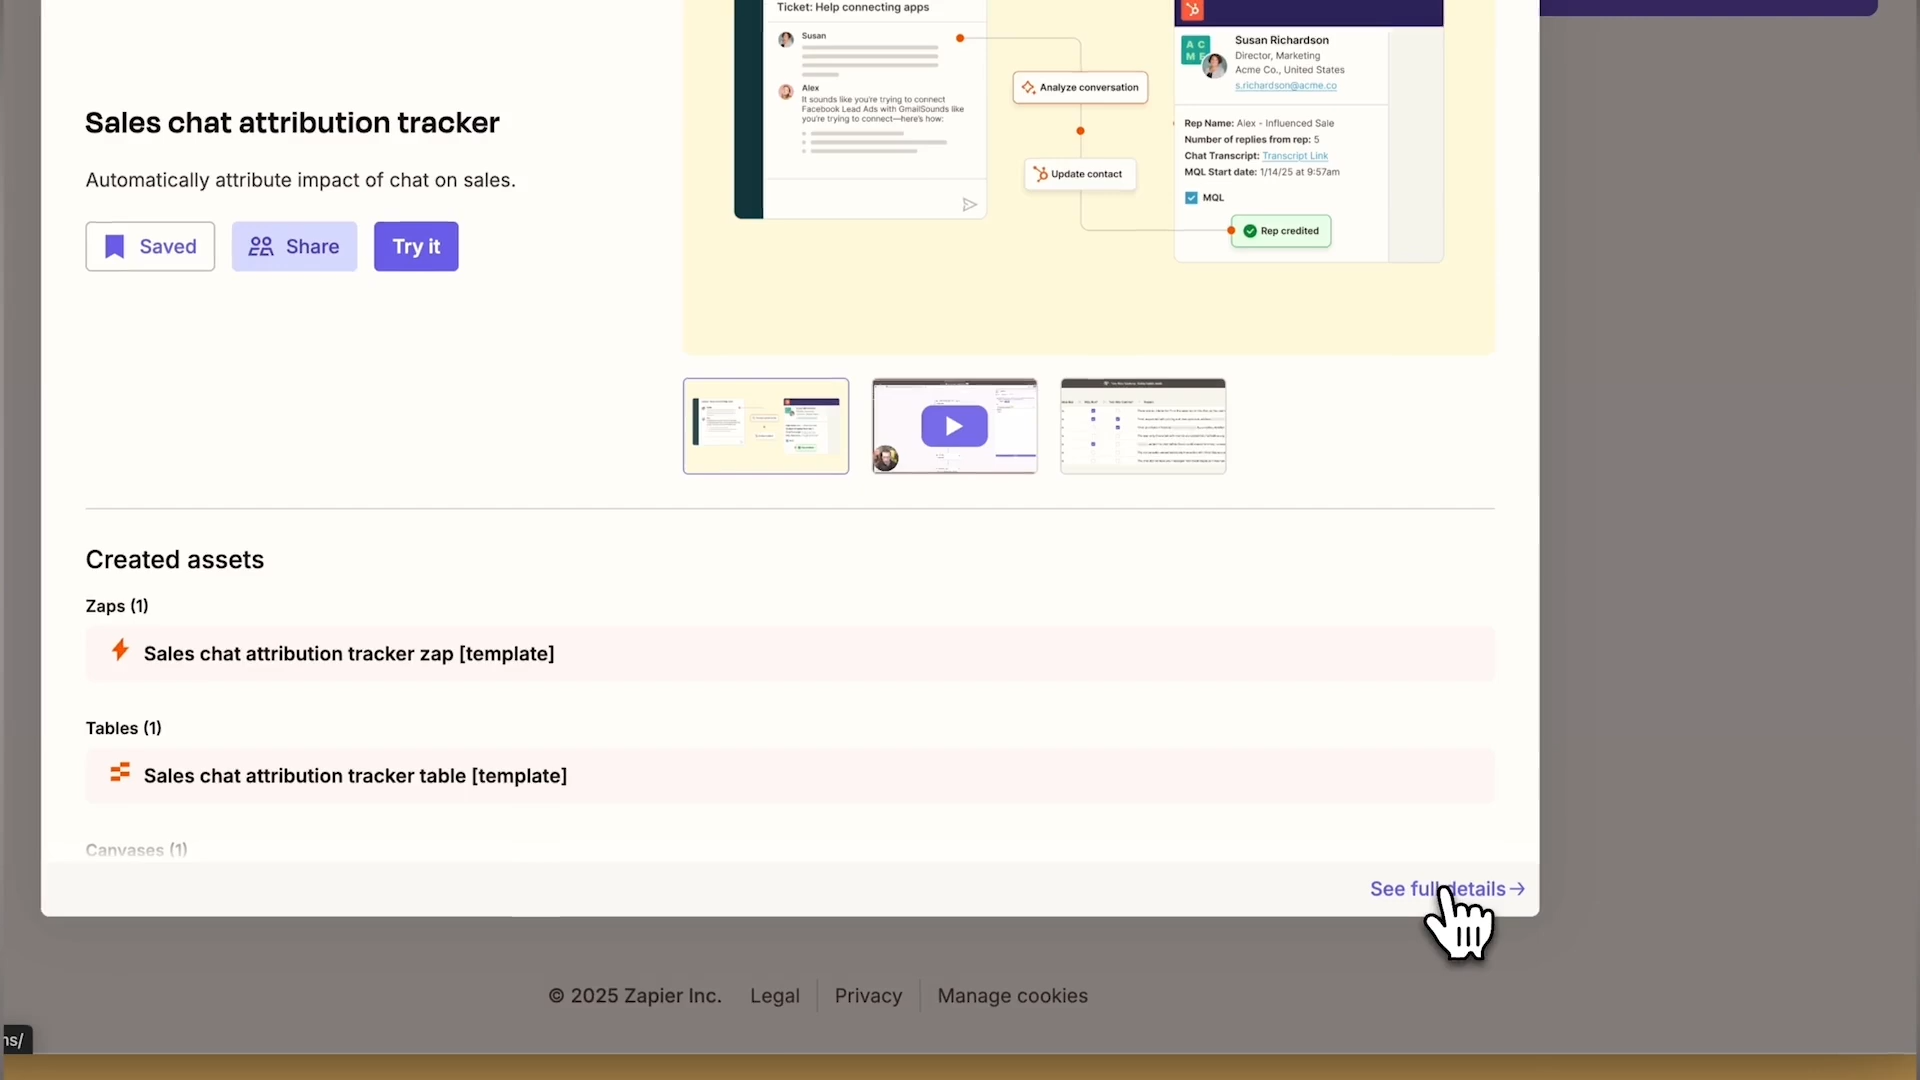 Ticket: Help connecting apps
Susan
Alex
It sounds like you're trying to connect
Facebook Lead Ads with GmailSounds like
you're trying to connect—here's how:
Analyze conversation
Update contact
AC
ME
Susan Richardson
Director, Marketing
Acme Co., United States
s.richardson@acme.co
Rep Name: Alex - Influenced Sale
Number of replies from rep: 5
Chat Transcript: Transcript Link
MQL Start date: 1/14/25 at 9:57am
MQL
Rep credited
Sales chat attribution tracker
Automatically attribute impact of chat on sales.
Saved
Share
Try it
Created assets
Zaps (1)
Sales chat attribution tracker zap [template]
Tables (1)
Sales chat attribution tracker table [template]
Canvases (1)
See full details→
© 2025 Zapier Inc.
Legal
Privacy
Manage cookies
ns/